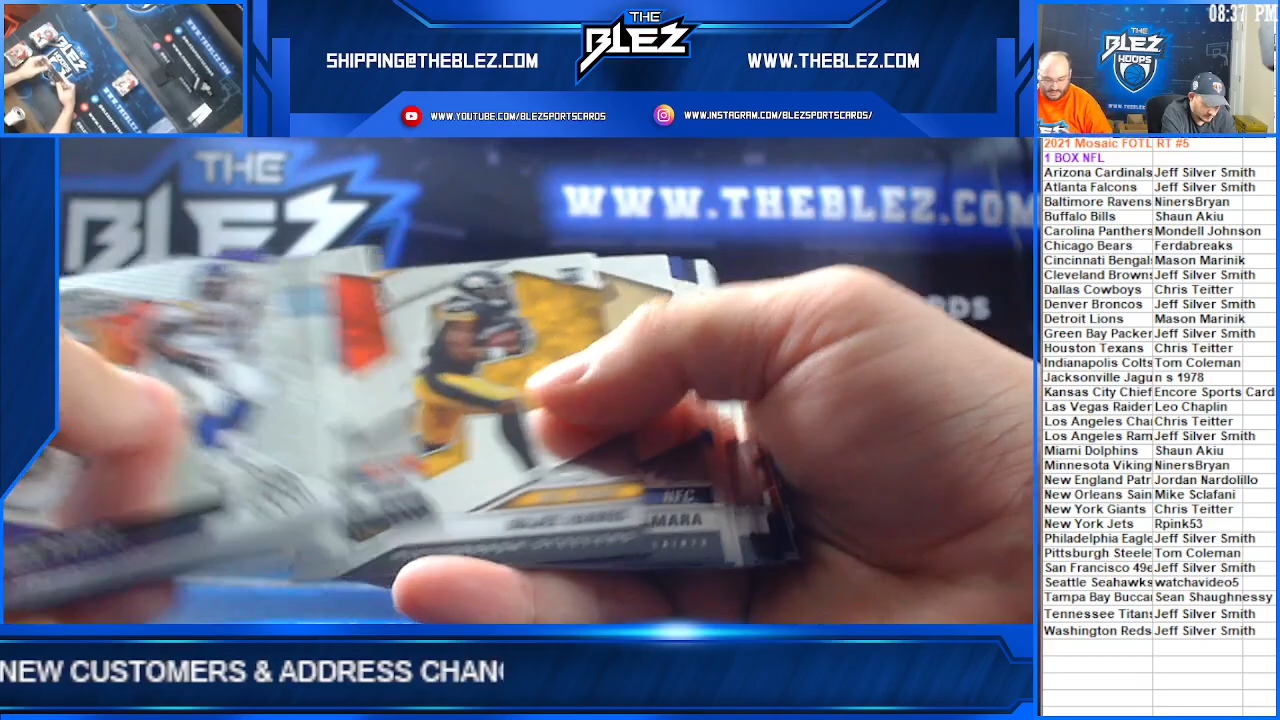 08:37 PM
THE
BLEZ
SHIPPING@THEBLEZ.COM
WWW.THEBLEZ.COM
WWW.YOUTUBE.COM/BLEZSPORTSCARDS
WWW.INSTAGRAM.COM/BLEZSPORTSCARDS/
THE
BLEZ
HOOPS
THE
BLEZ
WWW.THEBLEZ.COM
NFC
MARA
2021 Mosaic FOTL RT #5
1 BOX NFL
Arizona Cardinals Jeff Silver Smith
Atlanta Falcons Jeff Silver Smith
Baltimore Ravens NinersBryan
Buffalo Bills Shaun Akiu
Carolina Panthers Mondell Johnson
Chicago Bears Ferdabreaks
Cincinnati Bengal Mason Marinik
Cleveland Browns Jeff Silver Smith
Dallas Cowboys Chris Teitter
Denver Broncos Jeff Silver Smith
Detroit Lions Mason Marinik
Green Bay Packer Jeff Silver Smith
Houston Texans Chris Teitter
Indianapolis Colts Tom Coleman
Jacksonville Jagu n s 1978
Kansas City Chief Encore Sports Card
Las Vegas Raider Leo Chaplin
Los Angeles Cha Chris Teitter
Los Angeles Ram Jeff Silver Smith
Miami Dolphins Shaun Akiu
Minnesota Viking NinersBryan
New England Patr Jordan Nardolillo
New Orleans Sain Mike Sclafani
New York Giants Chris Teitter
New York Jets Rpink53
Philadelphia Eagle Jeff Silver Smith
Pittsburgh Steele Tom Coleman
San Francisco 49e Jeff Silver Smith
Seattle Seahawks watchavideo5
Tampa Bay Bucca Sean Shaughnessy
Tennessee Titans Jeff Silver Smith
Washington Reds Jeff Silver Smith
NEW CUSTOMERS & ADDRESS CHAN